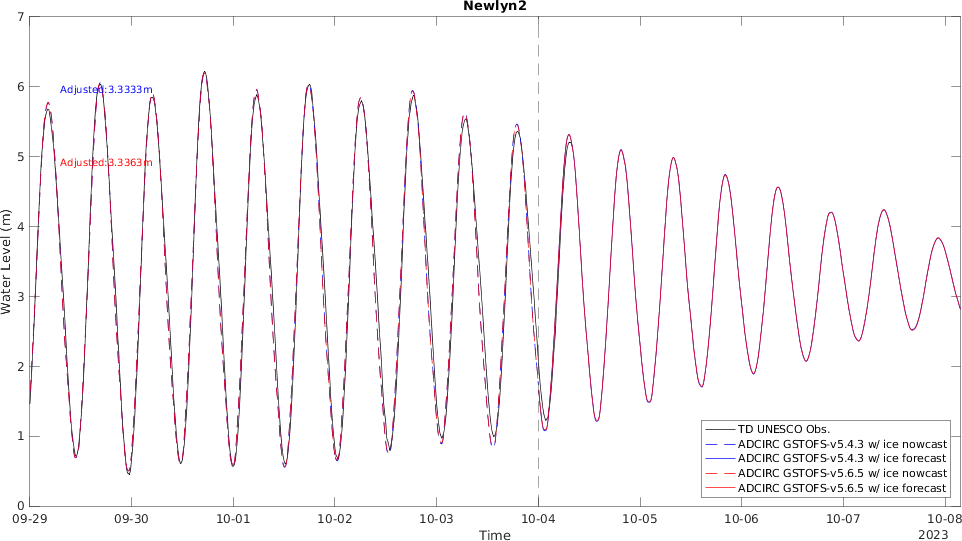 Newlyn2
7
6
5
4
3
2
1
0
Water Level (m)
Adjusted:3.3333m
Adjusted:3.3363m
TD UNESCO Obs.
ADCIRC GSTOFS-v5.4.3 w/ ice nowcast
ADCIRC GSTOFS-v5.4.3 w/ ice forecast
ADCIRC GSTOFS-v5.6.5 w/ ice nowcast
ADCIRC GSTOFS-v5.6.5 w/ ice forecast
09-29 09-30 10-01 10-02 10-03 10-04 10-05 10-06 10-07 10-08
Time
2023